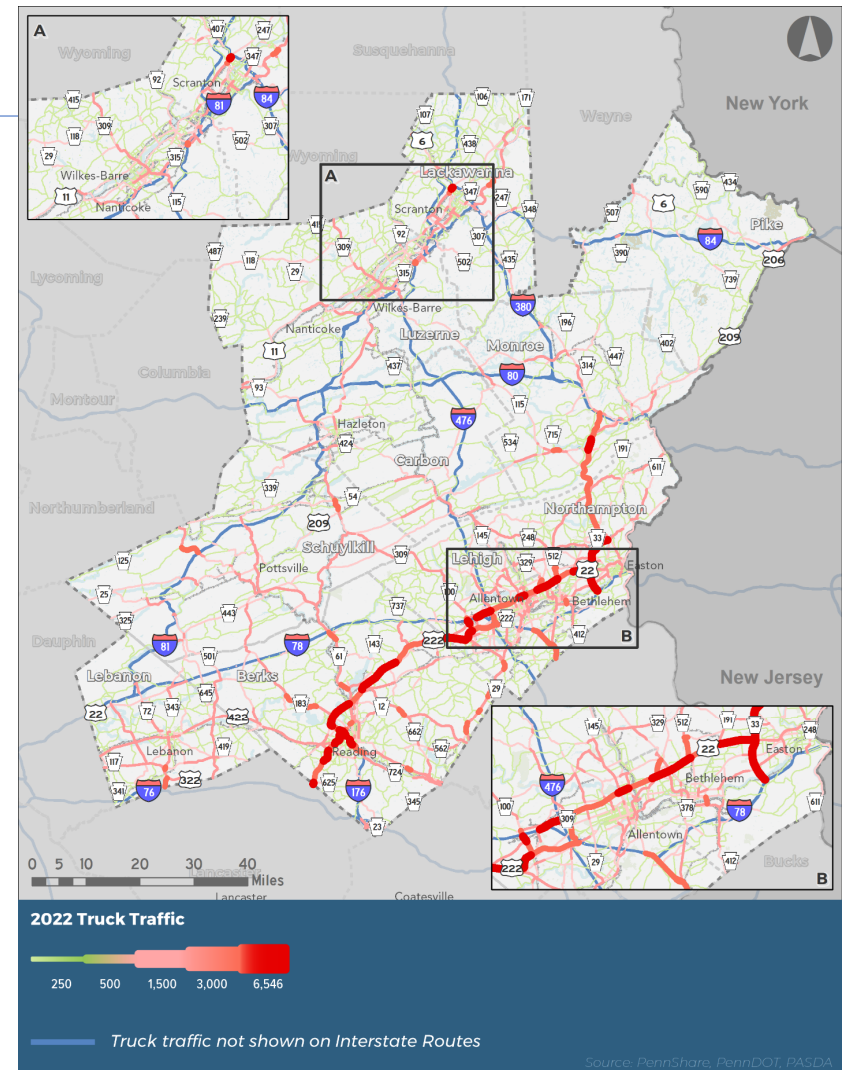 A
Wyoming
407
247
347
92
Scranton
415
81
84
309
118
307
502
29
315
Wilkes-Barre
11
115
Nanticoke
Susquehanna
New York
Wayne
Wyoming
106
171
107
6
438
A
Lackawanna
347
247
348
Scranton
415
309
92
307
487
118
29
502
435
315
434
590
6
507
Pike
84
390
206
739
Lycoming
Wilkes-Barre
380
239
Nanticoke
Luzerne
196
Monroe
402
209
11
447
314
Columbia
437
80
93
Montour
115
476
Hazleton
424
534
715
191
Carbon
611
339
54
Northumberland
209
Northampton
Schuylkill
145
248
33
125
309
Lehigh
329
512
22
Easton
Pottsville
25
100
Allentown
Bethlehem
737
325
443
222
412
B
Dauphin
81
78
222
143
61
501
Lebanon
Berks
645
29
New Jersey
22
72
343
183
12
422
662
Lebanon
419
Reading
562
117
724
341
76
322
625
176
345
23
145
329
512
191
33
248
22
Easton
476
Bethlehem
100
309
378
78
611
Allentown
222
29
412
Bucks
B
0 5 10 20 30 40
Miles
Lancaster
Lancaster
Coatesville
2022 Truck Traffic
250 500 1,500 3,000 6,546
Truck traffic not shown on Interstate Routes
Source: PennShare, PennDOT, PASDA